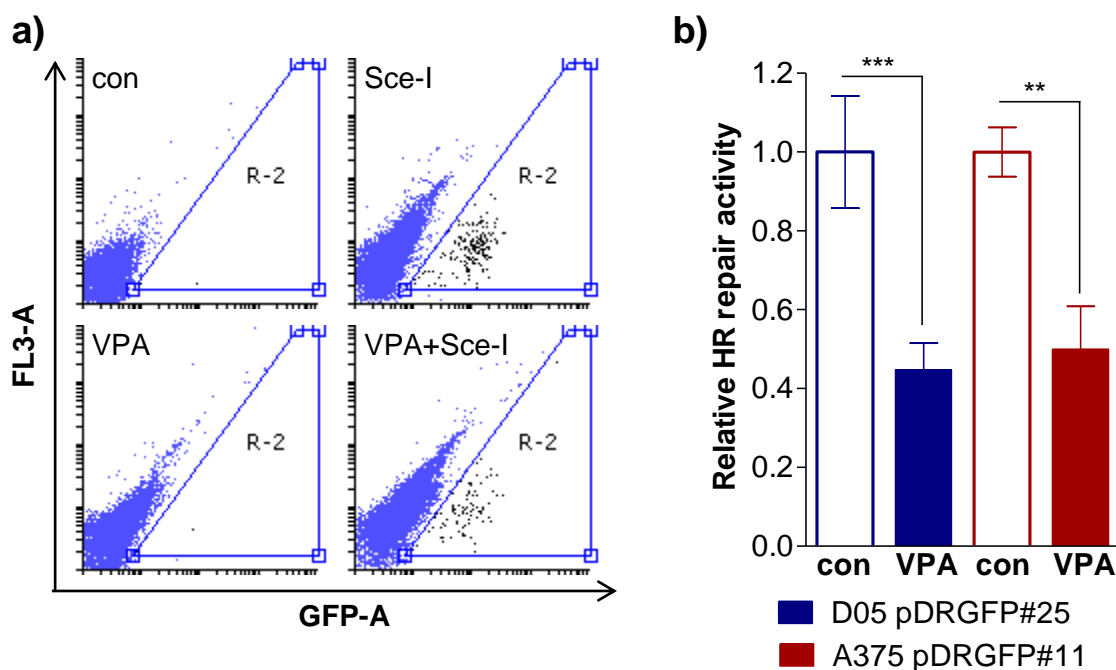 a)
con
Sce-I
R-2
R-2
VPA
VPA+Sce-I
R-2
R-2
FL3-A
GFP-A
b)
Relative HR repair activity
1.2
1.0
0.8
0.6
0.4
0.2
0.0
***
**
con VPA con VPA
D05 pDRGFP#25
A375 pDRGFP#11